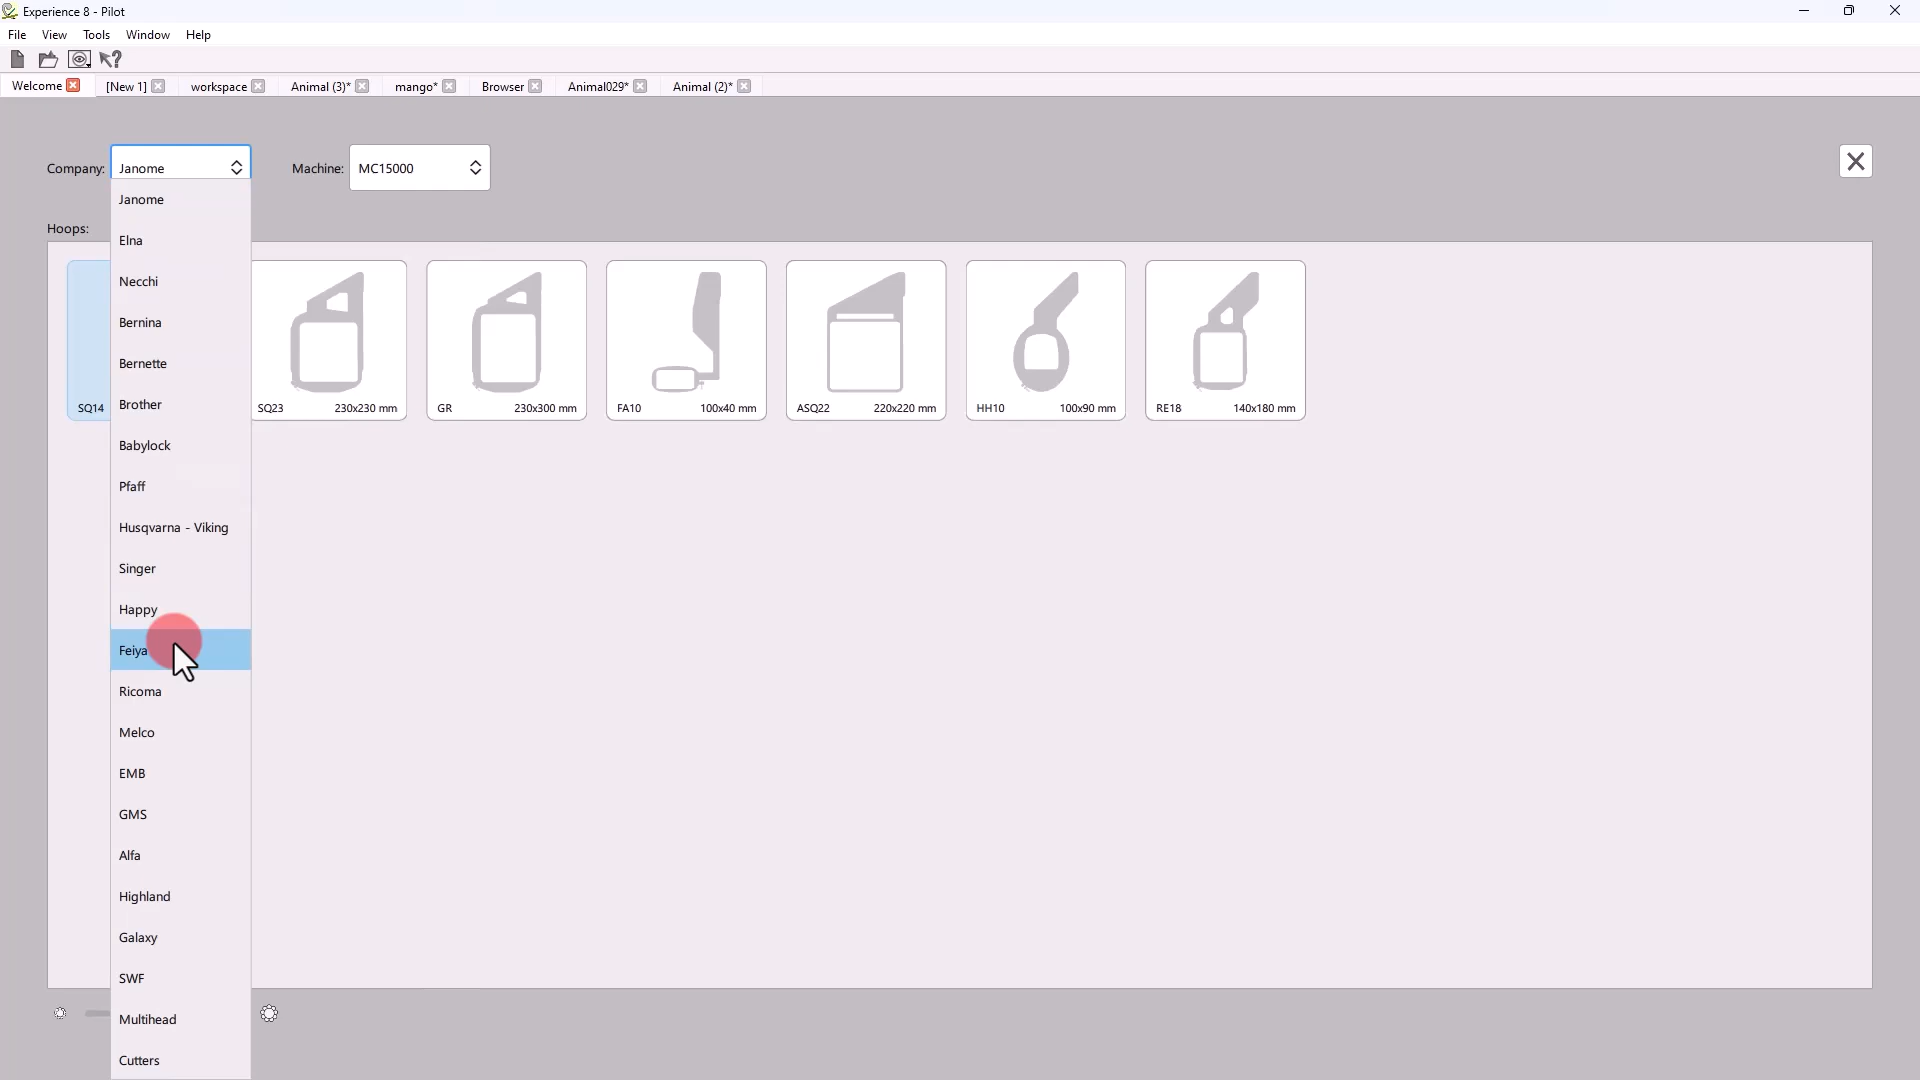 Experience 8 - Pilot
File View Tools Window Help
Welcome [New 1] workspace Animal (3)* mango* Browser Animal029* Animal (2)*
Company: Janome Machine: MC15000
Hoops:
Janome
Elna
Necchi
Bernina
Bernette
Brother
Babylock
Pfaff
Husqvarna - Viking
Singer
Happy
Feiya
Ricoma
Melco
EMB
GMS
Alfa
Highland
Galaxy
SWF
Multihead
Cutters
SQ14
SQ23 230x230 mm
GR 230x300 mm
FA10 100x40 mm
ASQ22 220x220 mm
HH10 100x90 mm
RE18 140x180 mm